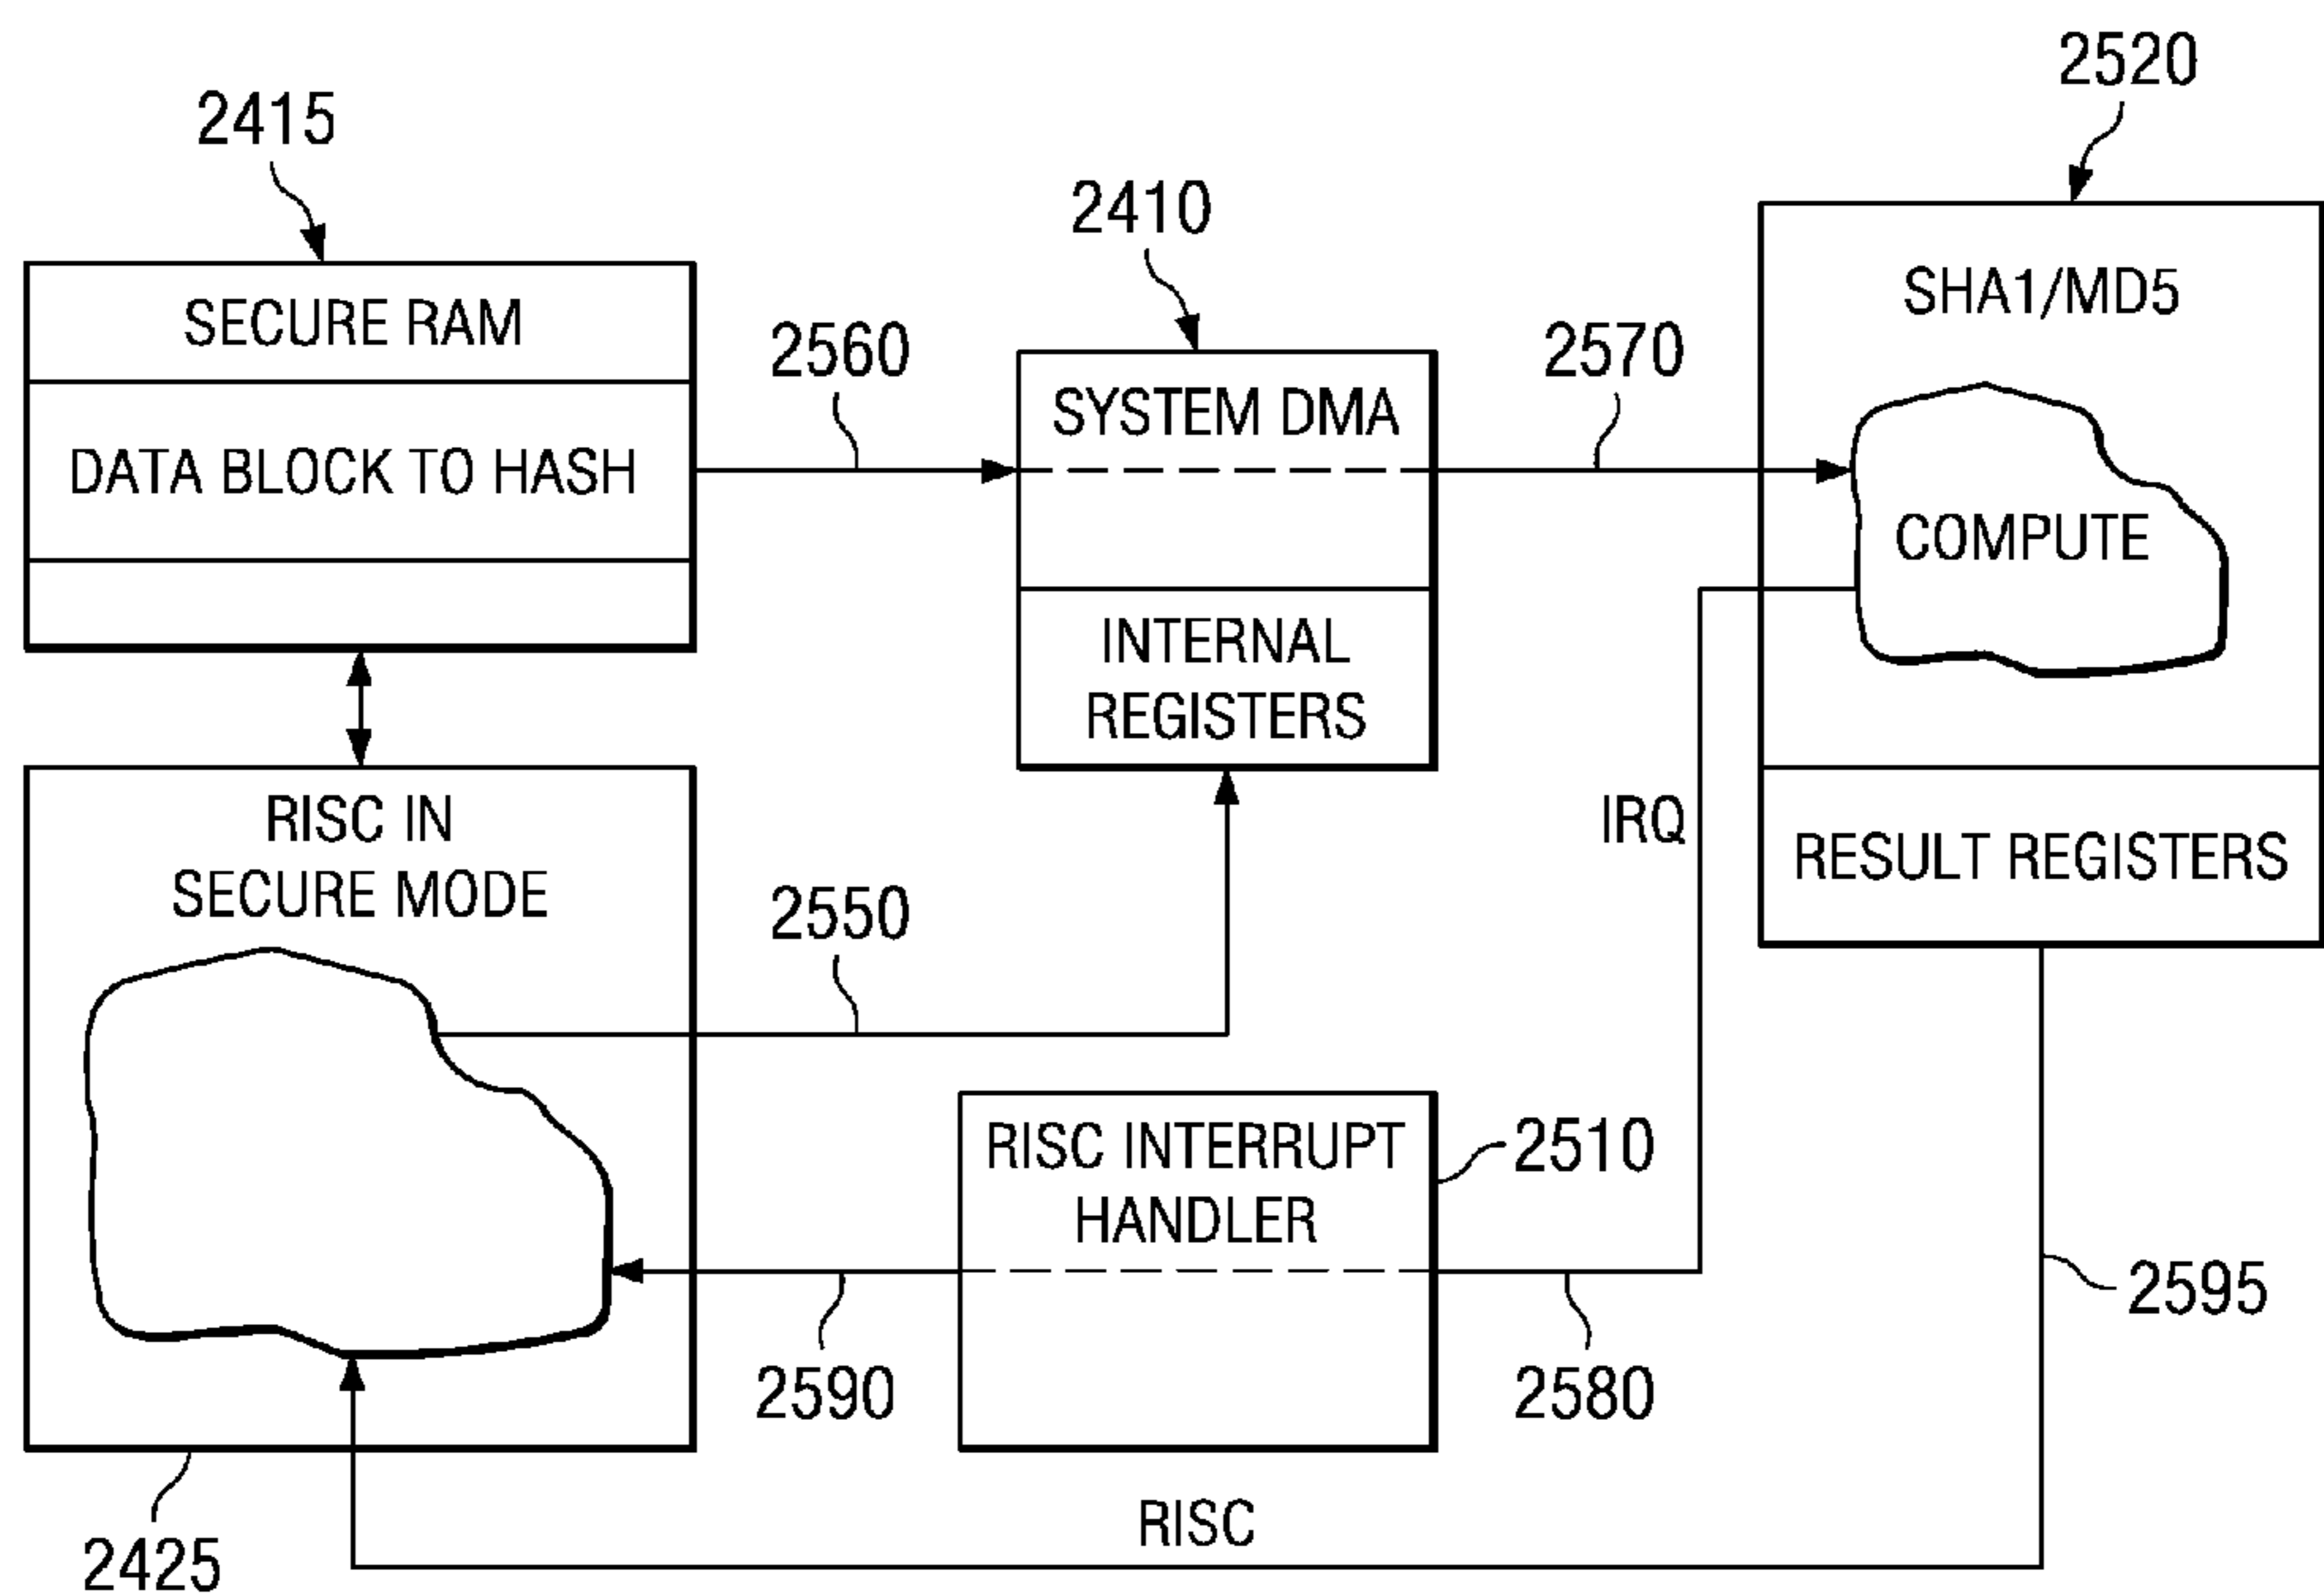 2520
2415
2410
SECURE RAM
SHA1/MD5
2560
2570
SYSTEM DMA
DATA BLOCK TO HASH
COMPUTE
INTERNAL
REGISTERS
RISC IN
SECURE MODE
IRQ
RESULT REGISTERS
2550
RISC INTERRUPT
HANDLER
2510
2595
2590
2580
RISC
2425